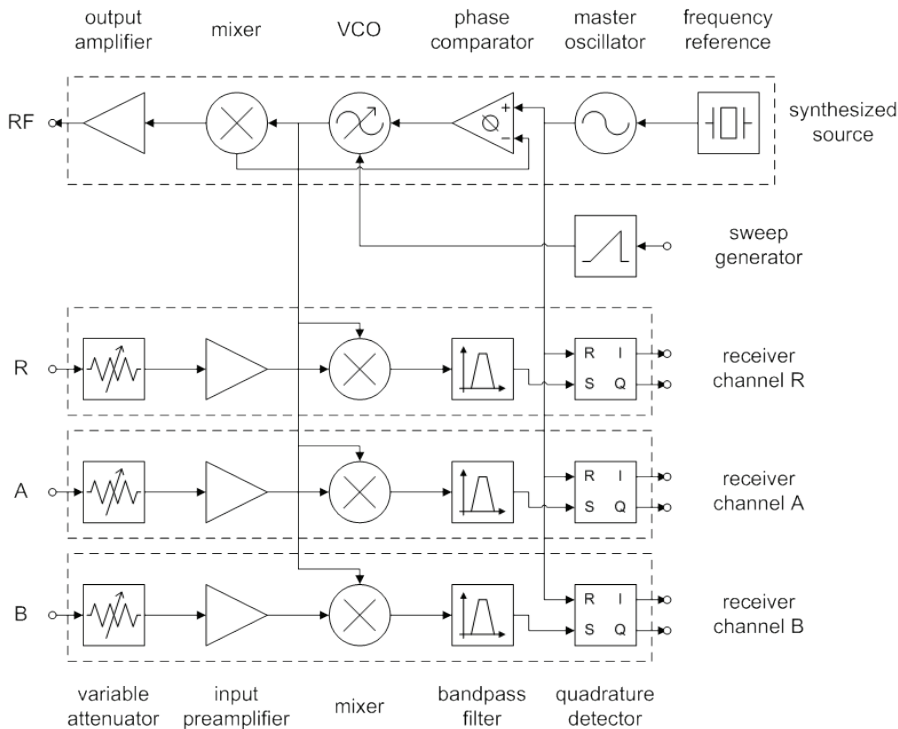 output
amplifier
mixer
VCO
phase
comparator
master
oscillator
frequency
reference
RF
+
Ø
−
synthesized
source
sweep
generator
R
R I
S Q
receiver
channel R
A
R I
S Q
receiver
channel A
B
R I
S Q
receiver
channel B
variable
attenuator
input
preamplifier
mixer
bandpass
filter
quadrature
detector